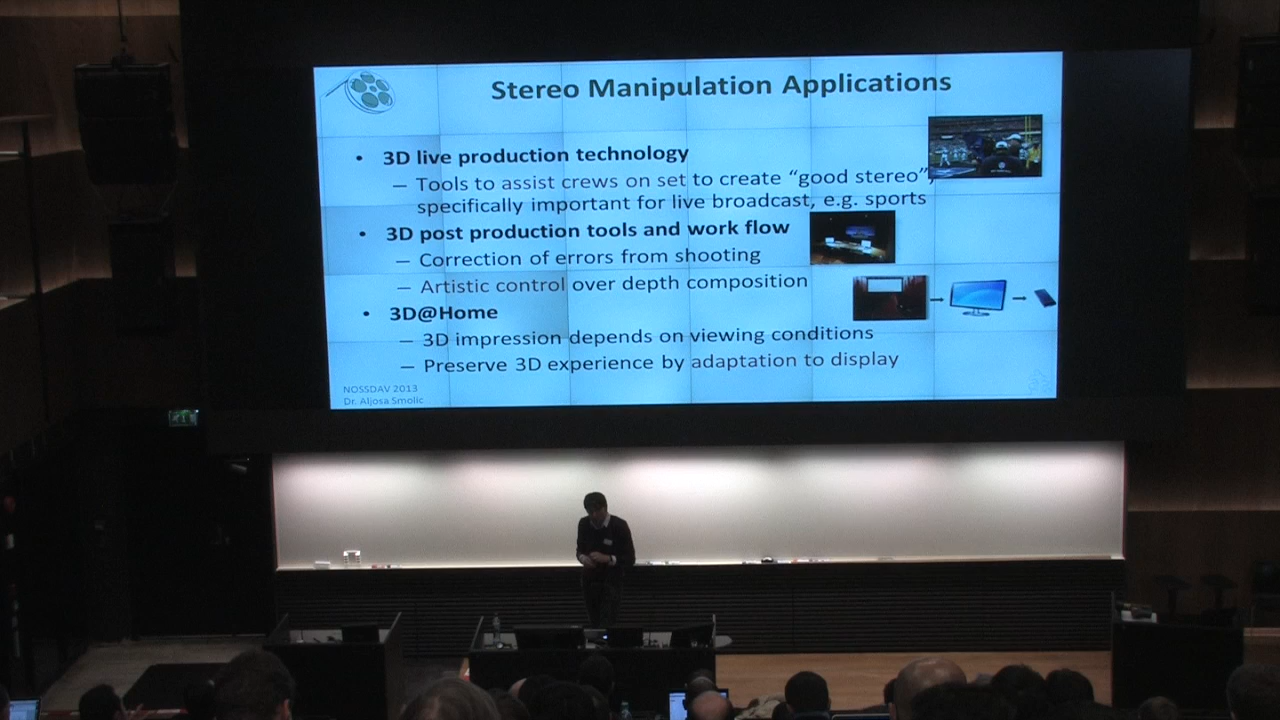 Stereo Manipulation Applications
• 3D live production technology
– Tools to assist crews on set to create “good stereo”,
specifically important for live broadcast, e.g. sports
• 3D post production tools and work flow
– Correction of errors from shooting
– Artistic control over depth composition
• 3D@Home
– 3D impression depends on viewing conditions
– Preserve 3D experience by adaptation to display
NOSSDAV 2013
Dr. Aljosa Smolic